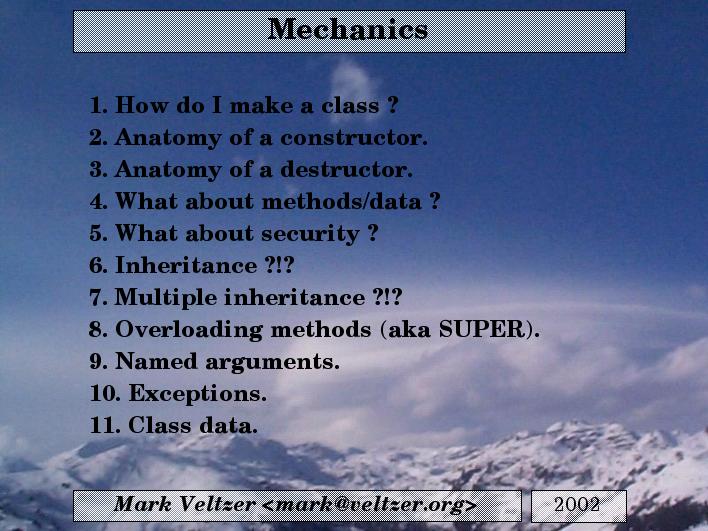 Mechanics
1. How do I make a class ?
2. Anatomy of a constructor.
3. Anatomy of a destructor.
4. What about methods/data ?
5. What about security ?
6. Inheritance ?!?
7. Multiple inheritance ?!?
8. Overloading methods (aka SUPER).
9. Named arguments.
10. Exceptions.
11. Class data.
Mark Veltzer <mark@veltzer.org>
2002